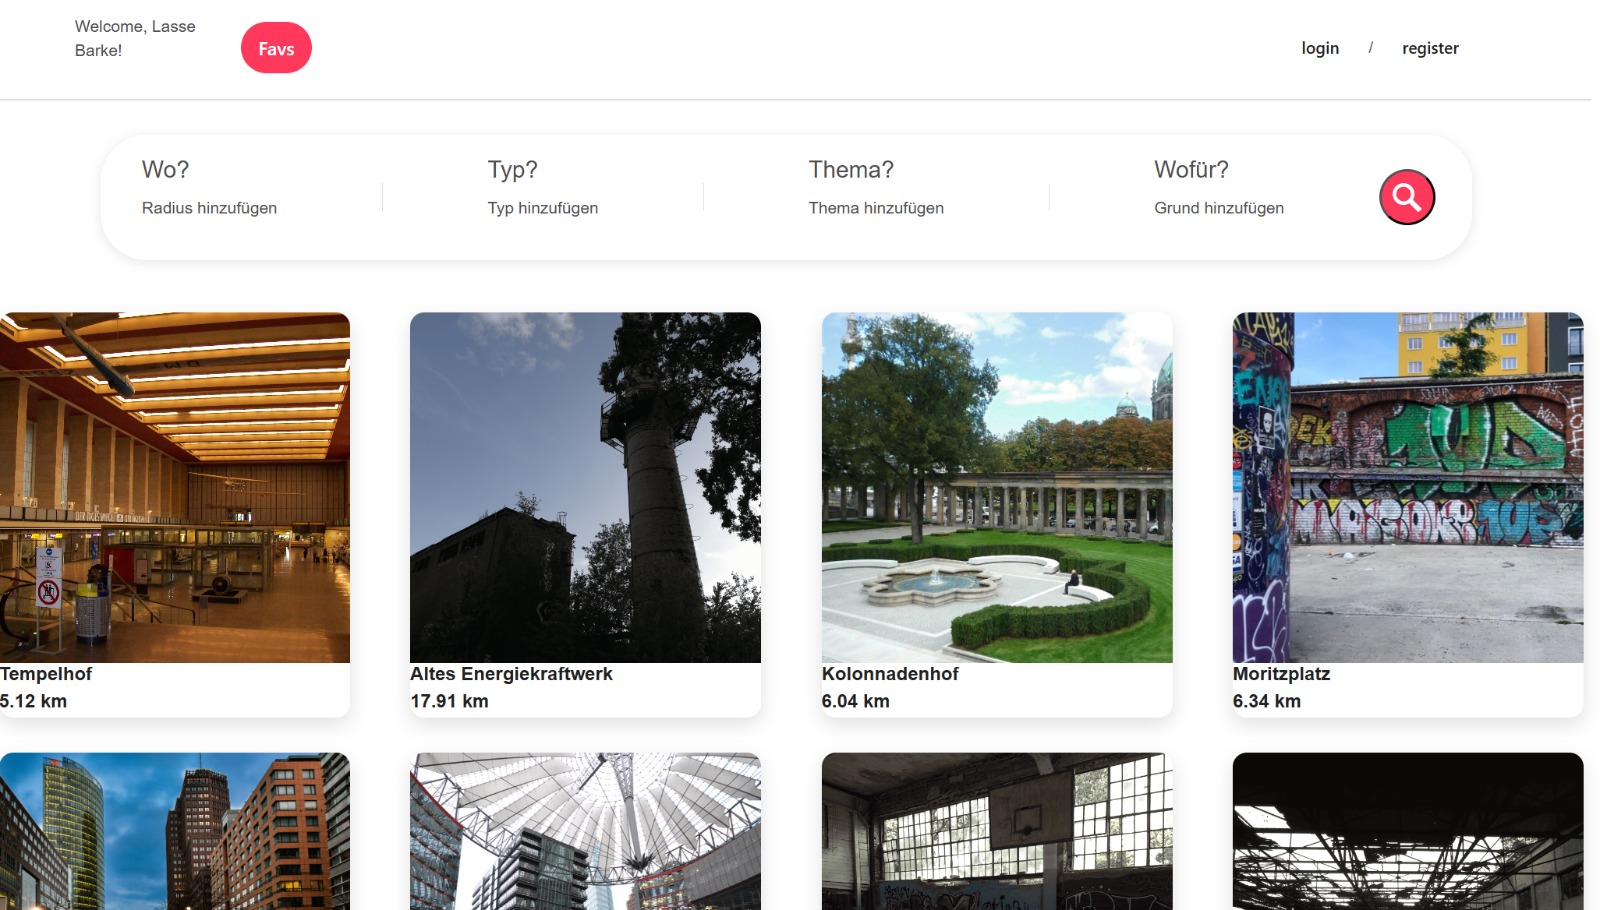 Welcome, Lasse
Barke!
Favs
login / register
Wo?
Radius hinzufügen
Typ?
Typ hinzufügen
Thema?
Thema hinzufügen
Wofür?
Grund hinzufügen
Tempelhof
5.12 km
Altes Energiekraftwerk
17.91 km
Kolonnadenhof
6.04 km
Moritzplatz
6.34 km